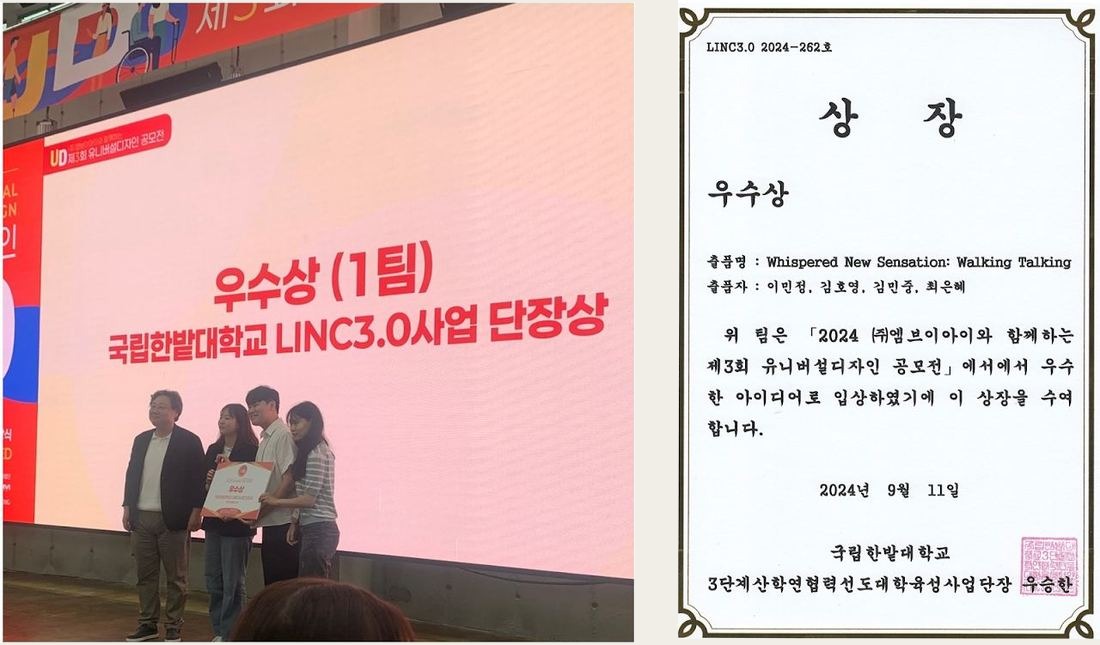 제3회
UD 제3회 유니버설디자인 공모전
우수상 (1팀)
국립한밭대학교 LINC3.0사업 단장상
우수상
LINC3.0 2024-262호
상 장
우수상
출품명 : Whispered New Sensation: Walking Talking
출품자 : 이민정, 김호영, 김민중, 최은혜
위 팀은 「2024 ㈜엠브이아이와 함께하는
제3회 유니버설디자인 공모전」에서에서 우수
한 아이디어로 입상하였기에 이 상장을 수여
합니다.
2024년 9월 11일
국립한밭대학교
3단계산학연협력선도대학육성사업단장 우승한